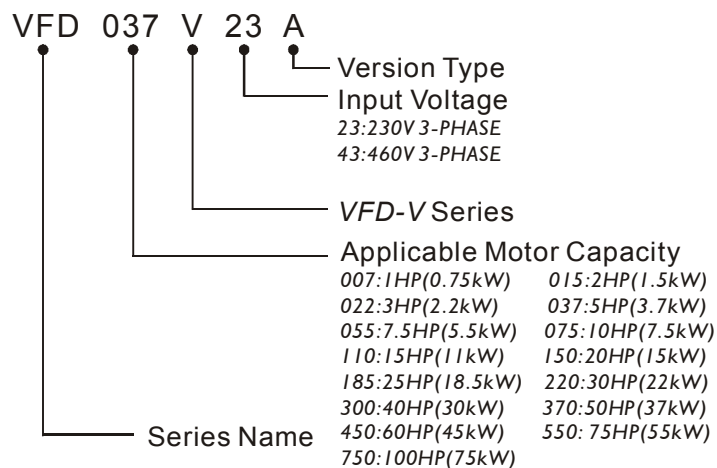 VFD 037 V 23 A
Version Type
Input Voltage
23:230V 3-PHASE
43:460V 3-PHASE
VFD-V Series
Applicable Motor Capacity
007:1HP(0.75kW) 015:2HP(1.5kW)
022:3HP(2.2kW) 037:5HP(3.7kW)
055:7.5HP(5.5kW) 075:10HP(7.5kW)
110:15HP(11kW) 150:20HP(15kW)
185:25HP(18.5kW) 220:30HP(22kW)
300:40HP(30kW) 370:50HP(37kW)
450:60HP(45kW) 550: 75HP(55kW)
750:100HP(75kW)
Series Name